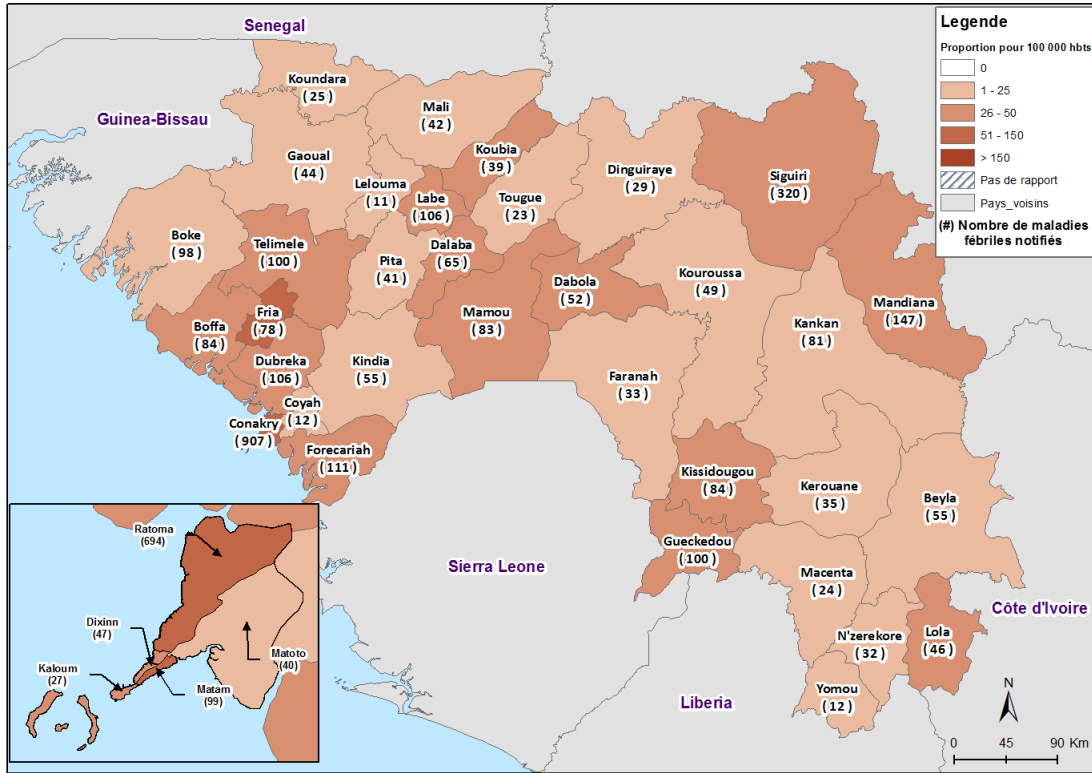 Senegal
Guinea-Bissau
Koundara
( 25 )
Mali
( 42 )
Koubia
( 39 )
Gaoual
( 44 )
Lelouma
( 11 )
Labe
( 106 )
Tougue
( 23 )
Dinguiraye
( 29 )
Siguiri
( 320 )
Boke
( 98 )
Telimele
( 100 )
Pita
( 41 )
Dalaba
( 65 )
Dabola
( 52 )
Kouroussa
( 49 )
Mandiana
( 147 )
Boffa
( 84 )
Fria
( 78 )
Mamou
( 83 )
Kankan
( 81 )
Dubreka
( 106 )
Kindia
( 55 )
Faranah
( 33 )
Coyah
( 12 )
Conakry
( 907 )
Forecariah
( 111 )
Kissidougou
( 84 )
Kerouane
( 35 )
Beyla
( 55 )
Gueckedou
( 100 )
Macenta
( 24 )
Sierra Leone
Côte d'Ivoire
N'zerekore
( 32 )
Lola
( 46 )
Yomou
( 12 )
Liberia
Legende
Proportion pour 100 000 hbts
0
1 - 25
26 - 50
51 - 150
> 150
Pas de rapport
Pays_voisins
(#) Nombre de maladies
fébriles notifiés
Ratoma
(694)
Dixinn
(47)
Kaloum
(27)
Matoto
(40)
Matam
(99)
N
0 45 90 Km